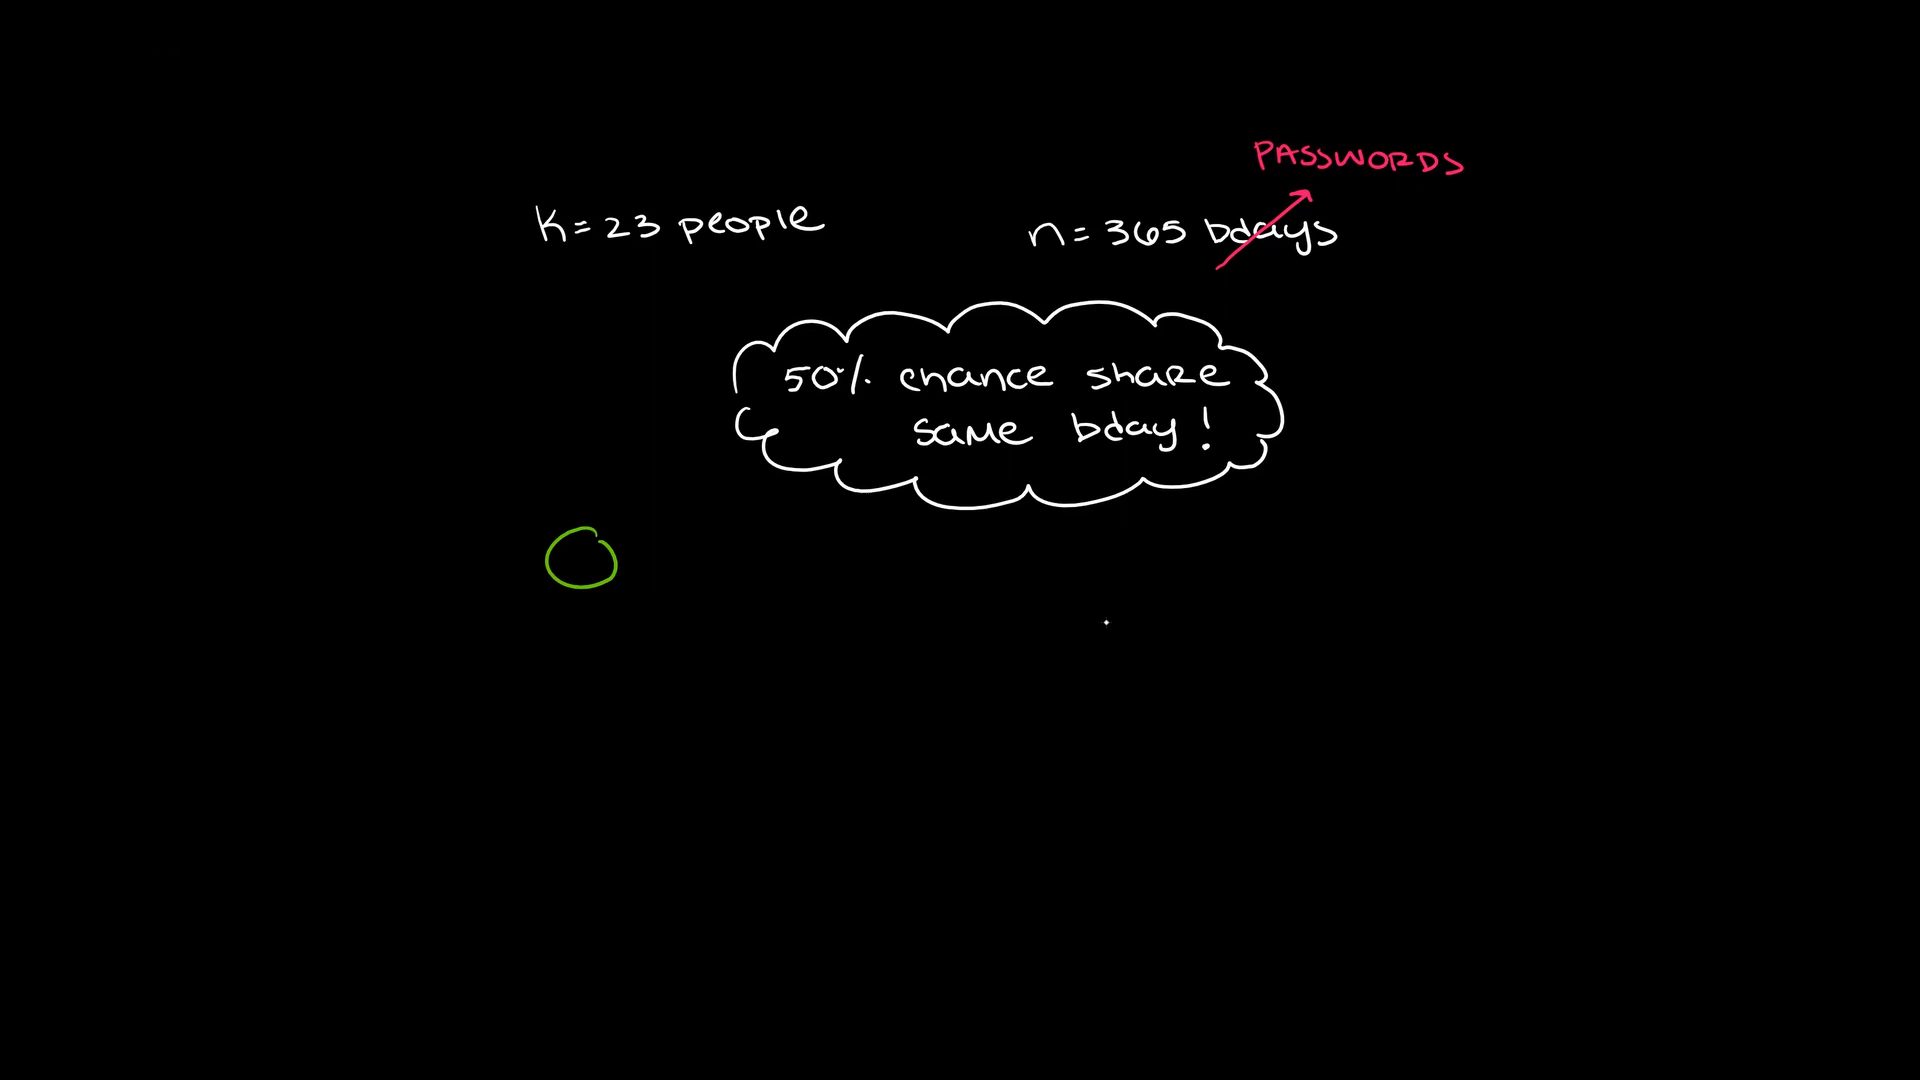 PASSWORDS
K = 23 people
n = 365 bdays
50% chance share
same bday!